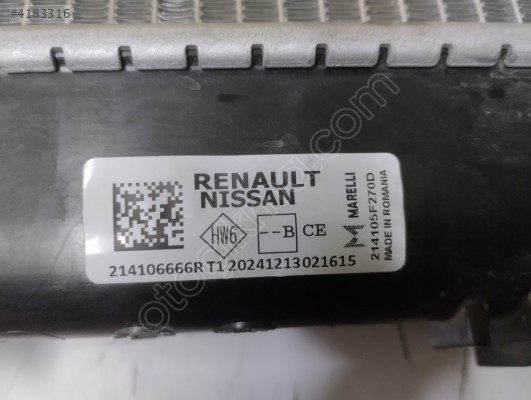 #4183316
RENAULT
NISSAN
HW6
--B CE
MARELLI
214105F270D
MADE IN ROMANIA
214106666R T1 20241213021615